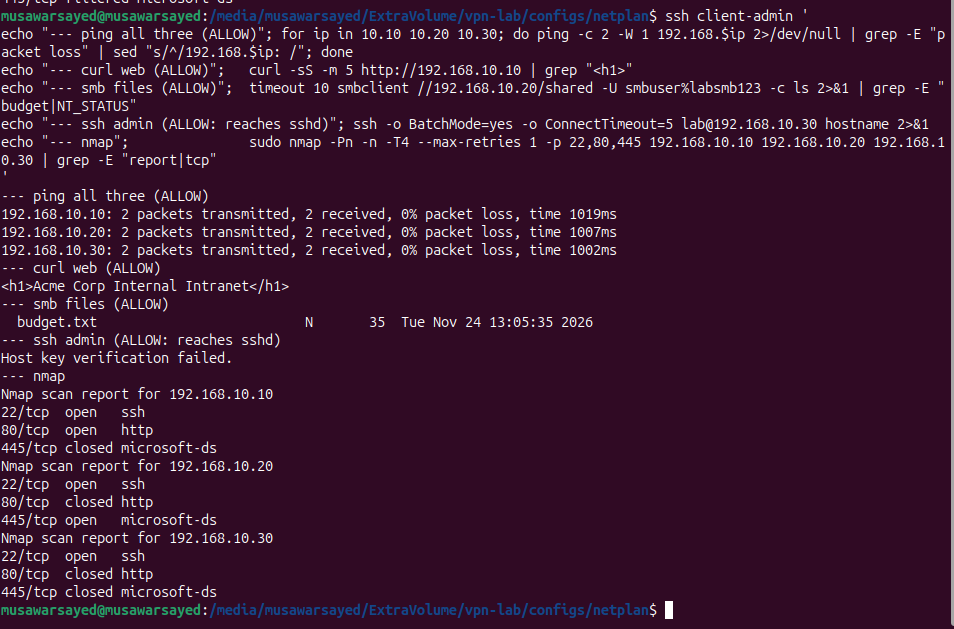 445/tcp filtered microsoft-ds
musawarsayed@musawarsayed:/media/musawarsayed/ExtraVolume/vpn-lab/configs/netplan$ ssh client-admin '
echo "--- ping all three (ALLOW)"; for ip in 10.10 10.20 10.30; do ping -c 2 -W 1 192.168.$ip 2>/dev/null | grep -E "p
acket loss" | sed "s/^/192.168.$ip: /"; done
echo "--- curl web (ALLOW)";   curl -sS -m 5 http://192.168.10.10 | grep "<h1>"
echo "--- smb files (ALLOW)";  timeout 10 smbclient //192.168.10.20/shared -U smbuser%labsmb123 -c ls 2>&1 | grep -E "
budget|NT_STATUS"
echo "--- ssh admin (ALLOW: reaches sshd)"; ssh -o BatchMode=yes -o ConnectTimeout=5 lab@192.168.10.30 hostname 2>&1
echo "--- nmap";               sudo nmap -Pn -n -T4 --max-retries 1 -p 22,80,445 192.168.10.10 192.168.10.20 192.168.1
0.30 | grep -E "report|tcp"
'
--- ping all three (ALLOW)
192.168.10.10: 2 packets transmitted, 2 received, 0% packet loss, time 1019ms
192.168.10.20: 2 packets transmitted, 2 received, 0% packet loss, time 1007ms
192.168.10.30: 2 packets transmitted, 2 received, 0% packet loss, time 1002ms
--- curl web (ALLOW)
<h1>Acme Corp Internal Intranet</h1>
--- smb files (ALLOW)
  budget.txt                          N       35  Tue Nov 24 13:05:35 2026
--- ssh admin (ALLOW: reaches sshd)
Host key verification failed.
--- nmap
Nmap scan report for 192.168.10.10
22/tcp  open   ssh
80/tcp  open   http
445/tcp closed microsoft-ds
Nmap scan report for 192.168.10.20
22/tcp  open   ssh
80/tcp  closed http
445/tcp open   microsoft-ds
Nmap scan report for 192.168.10.30
22/tcp  open   ssh
80/tcp  closed http
445/tcp closed microsoft-ds
musawarsayed@musawarsayed:/media/musawarsayed/ExtraVolume/vpn-lab/configs/netplan$